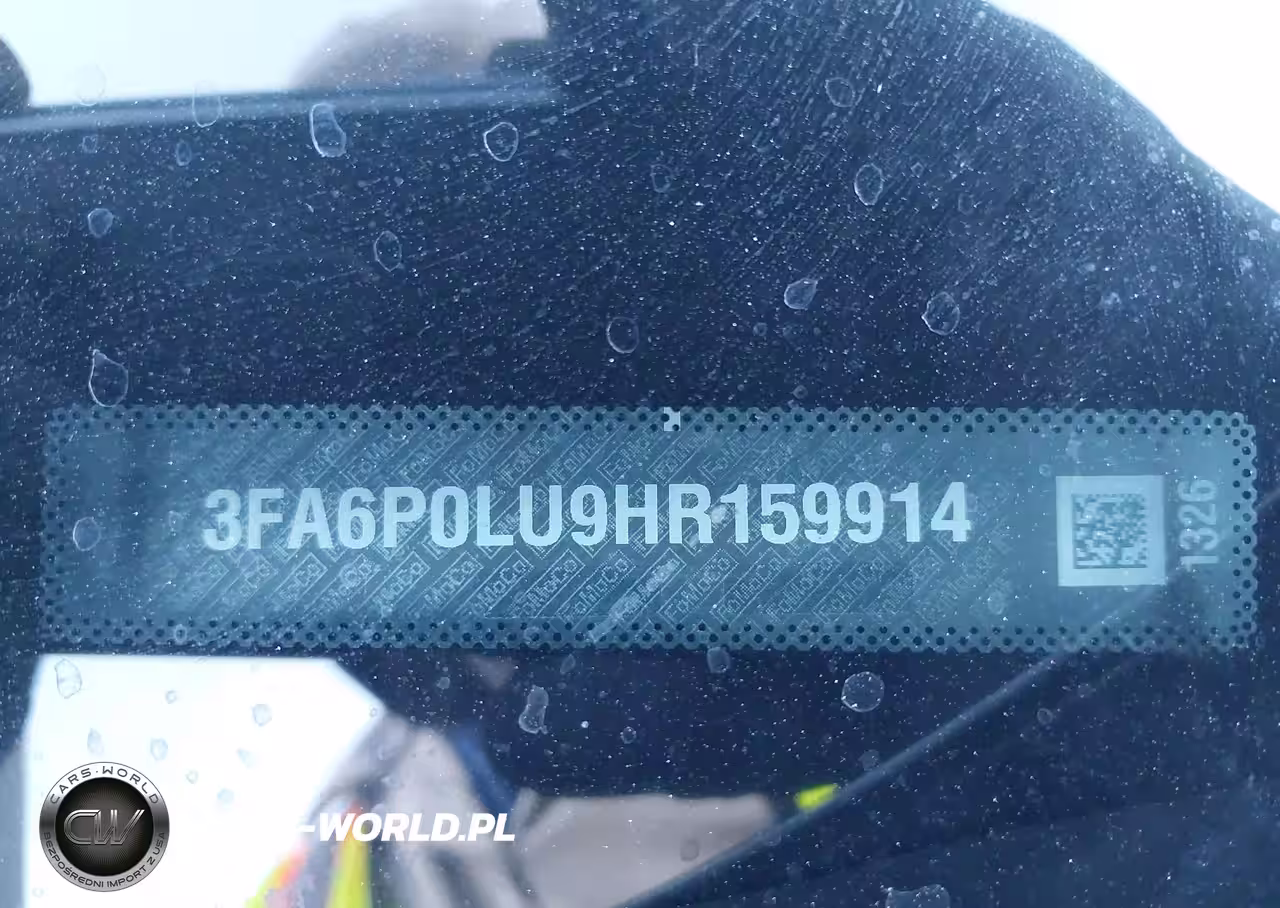 3FA6P0LU9HR159914
1326
CARS-WORLD
CW
-WORLD.PL
BEZPOŚREDNI IMPORT Z USA